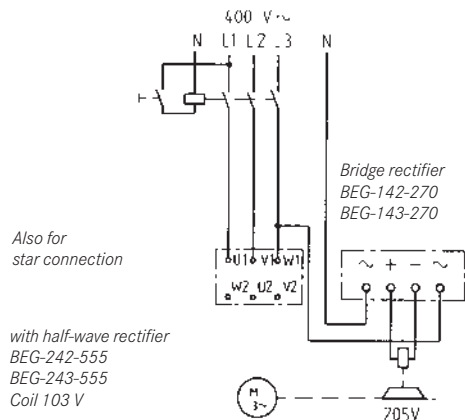 400 V~
N L1 L2 L3 N
Bridge rectifier
BEG-142-270
BEG-143-270
Also for
star connection
U1 V1 W1
W2 U2 V2
~ + - ~
with half-wave rectifier
BEG-242-555
BEG-243-555
Coil 103 V
M
3~
205V